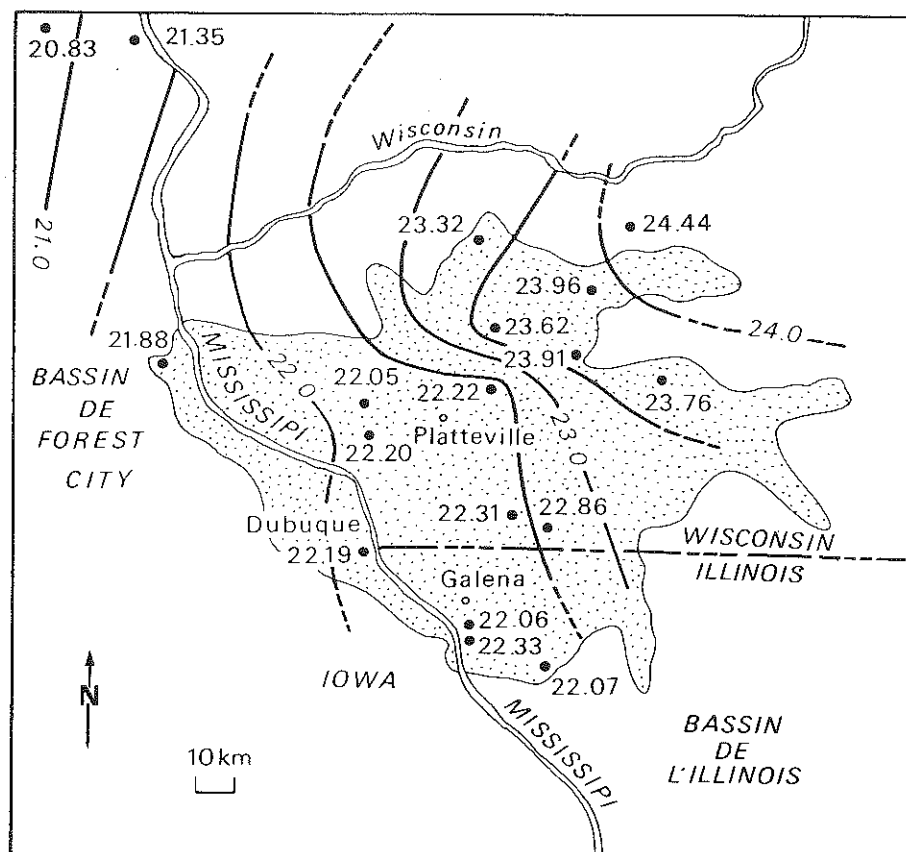 20.83
21.35
Wisconsin
21.0
23.32
24.44
23.96
23.62
24.0
21.88
MISSISSIPI
22.0
22.05
22.22
23.91
23.76
BASSIN
DE
FOREST
CITY
Platteville
22.20
23.0
22.31
22.86
Dubuque
22.19
WISCONSIN
ILLINOIS
Galena
22.06
22.33
22.07
IOWA
N
MISSISSIPI
10 km
BASSIN
DE
L'ILLINOIS